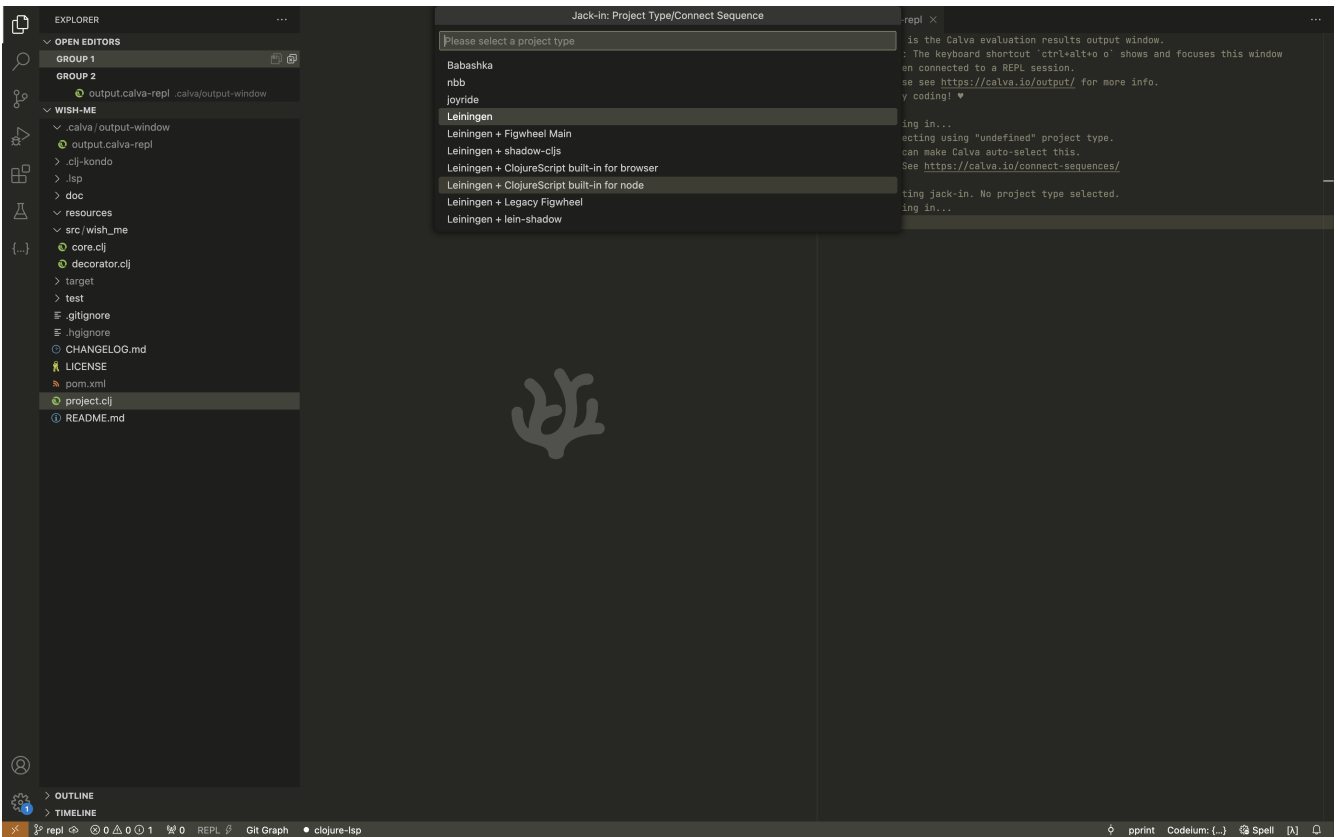 EXPLORER
OPEN EDITORS
GROUP 1
GROUP 2
output.calva-repl .calva/output-window
WISH-ME
.calva/output-window
output.calva-repl
.clj-kondo
.lsp
doc
resources
src/wish_me
core.clj
decorator.clj
target
test
.gitignore
.hgignore
CHANGELOG.md
LICENSE
pom.xml
project.clj
README.md
OUTLINE
TIMELINE
Jack-in: Project Type/Connect Sequence
Please select a project type
Babashka
nbb
joyride
Leiningen
Leiningen + Figwheel Main
Leiningen + shadow-cljs
Leiningen + ClojureScript built-in for browser
Leiningen + ClojureScript built-in for node
Leiningen + Legacy Figwheel
Leiningen + lein-shadow
-repl
is the Calva evaluation results output window.
: The keyboard shortcut `ctrl+alt+o o` shows and focuses this window
en connected to a REPL session.
se see https://calva.io/output/ for more info.
y coding! ♥
ing in...
ecting using "undefined" project type.
can make Calva auto-select this.
See https://calva.io/connect-sequences/
ting jack-in. No project type selected.
ing in...
{...}
1
repl 0 0 1 0 REPL Git Graph clojure-lsp
pprint Codeium: {...} Spell [λ]